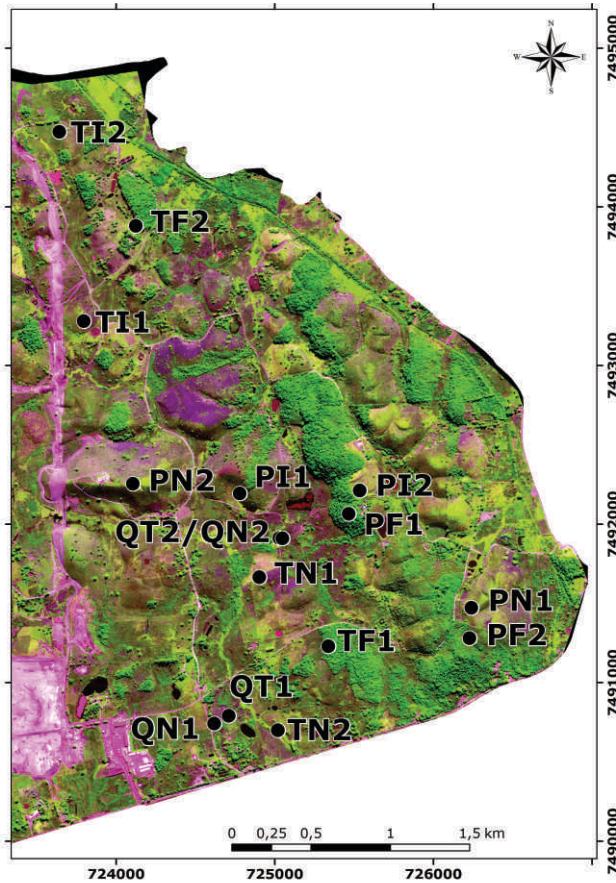 N
W E
S
7495000
TI2
7494000
TF2
TI1
7493000
PN2
PI1
PI2
QT2/QN2
PF1
7492000
TN1
PN1
TF1
PF2
7491000
QT1
QN1
TN2
0 0,25 0,5 1 1,5 km
7490000
724000 725000 726000